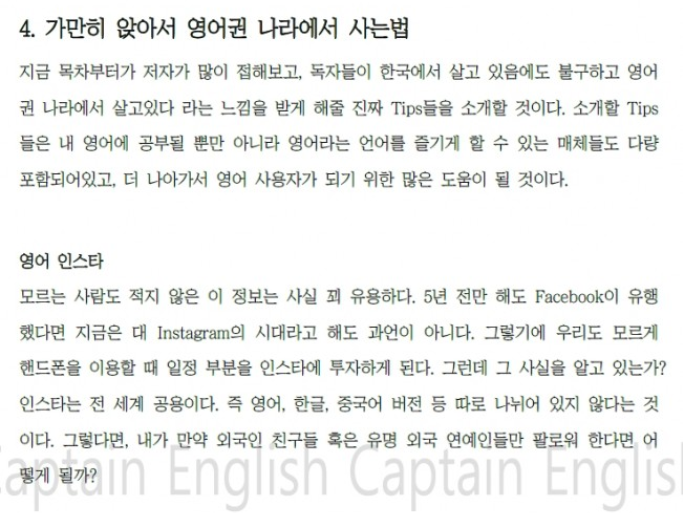 4. 가만히 앉아서 영어권 나라에서 사는법
지금 목차부터가 저자가 많이 접해보고, 독자들이 한국에서 살고 있음에도 불구하고 영어
권 나라에서 살고있다 라는 느낌을 받게 해줄 진짜 Tips들을 소개할 것이다. 소개할 Tips
들은 내 영어에 공부될 뿐만 아니라 영어라는 언어를 즐기게 할 수 있는 매체들도 다량
포함되어있고, 더 나아가서 영어 사용자가 되기 위한 많은 도움이 될 것이다.
영어 인스타
모르는 사람도 적지 않은 이 정보는 사실 꾀 유용하다. 5년 전만 해도 Facebook이 유행
했다면 지금은 대 Instagram의 시대라고 해도 과언이 아니다. 그렇기에 우리도 모르게
핸드폰을 이용할 때 일정 부분을 인스타에 투자하게 된다. 그런데 그 사실을 알고 있는가?
인스타는 전 세계 공용이다. 즉 영어, 한글, 중국어 버전 등 따로 나뉘어 있지 않다는 것
이다. 그렇다면, 내가 만약 외국인 친구들 혹은 유명 외국 연예인들만 팔로워 한다면 어
떻게 될까?
aptain English Captain Englis